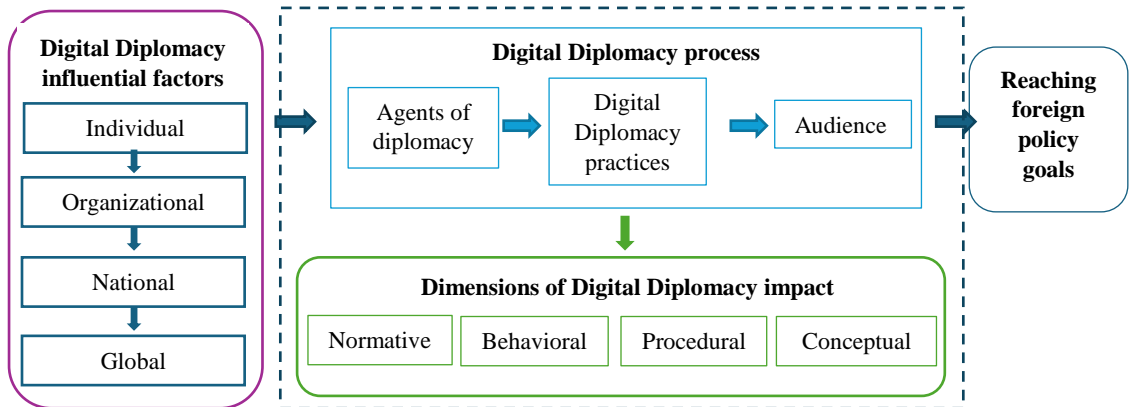 Digital Diplomacy
influential factors
Individual
Organizational
National
Global
Digital Diplomacy process
Agents of
diplomacy
Digital
Diplomacy
practices
Audience
Dimensions of Digital Diplomacy impact
Normative
Behavioral
Procedural
Conceptual
Reaching
foreign
policy
goals